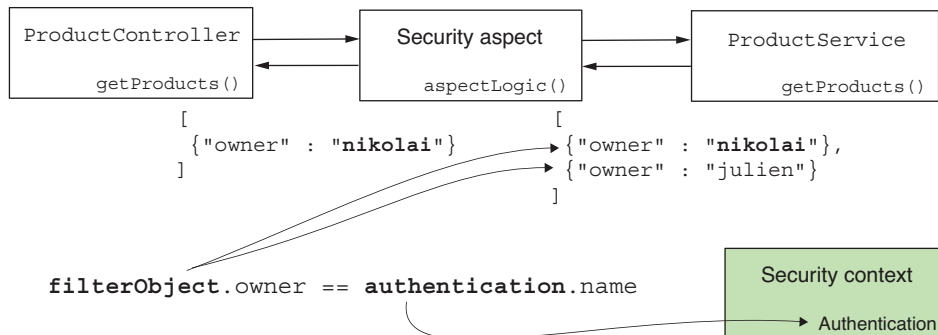 ProductController
getProducts()
Security aspect
aspectLogic()
ProductService
getProducts()
[
{"owner" : "nikolai"}
]
[
{"owner" : "nikolai"},
{"owner" : "julien"}
]
filterObject.owner == authentication.name
Security context
Authentication